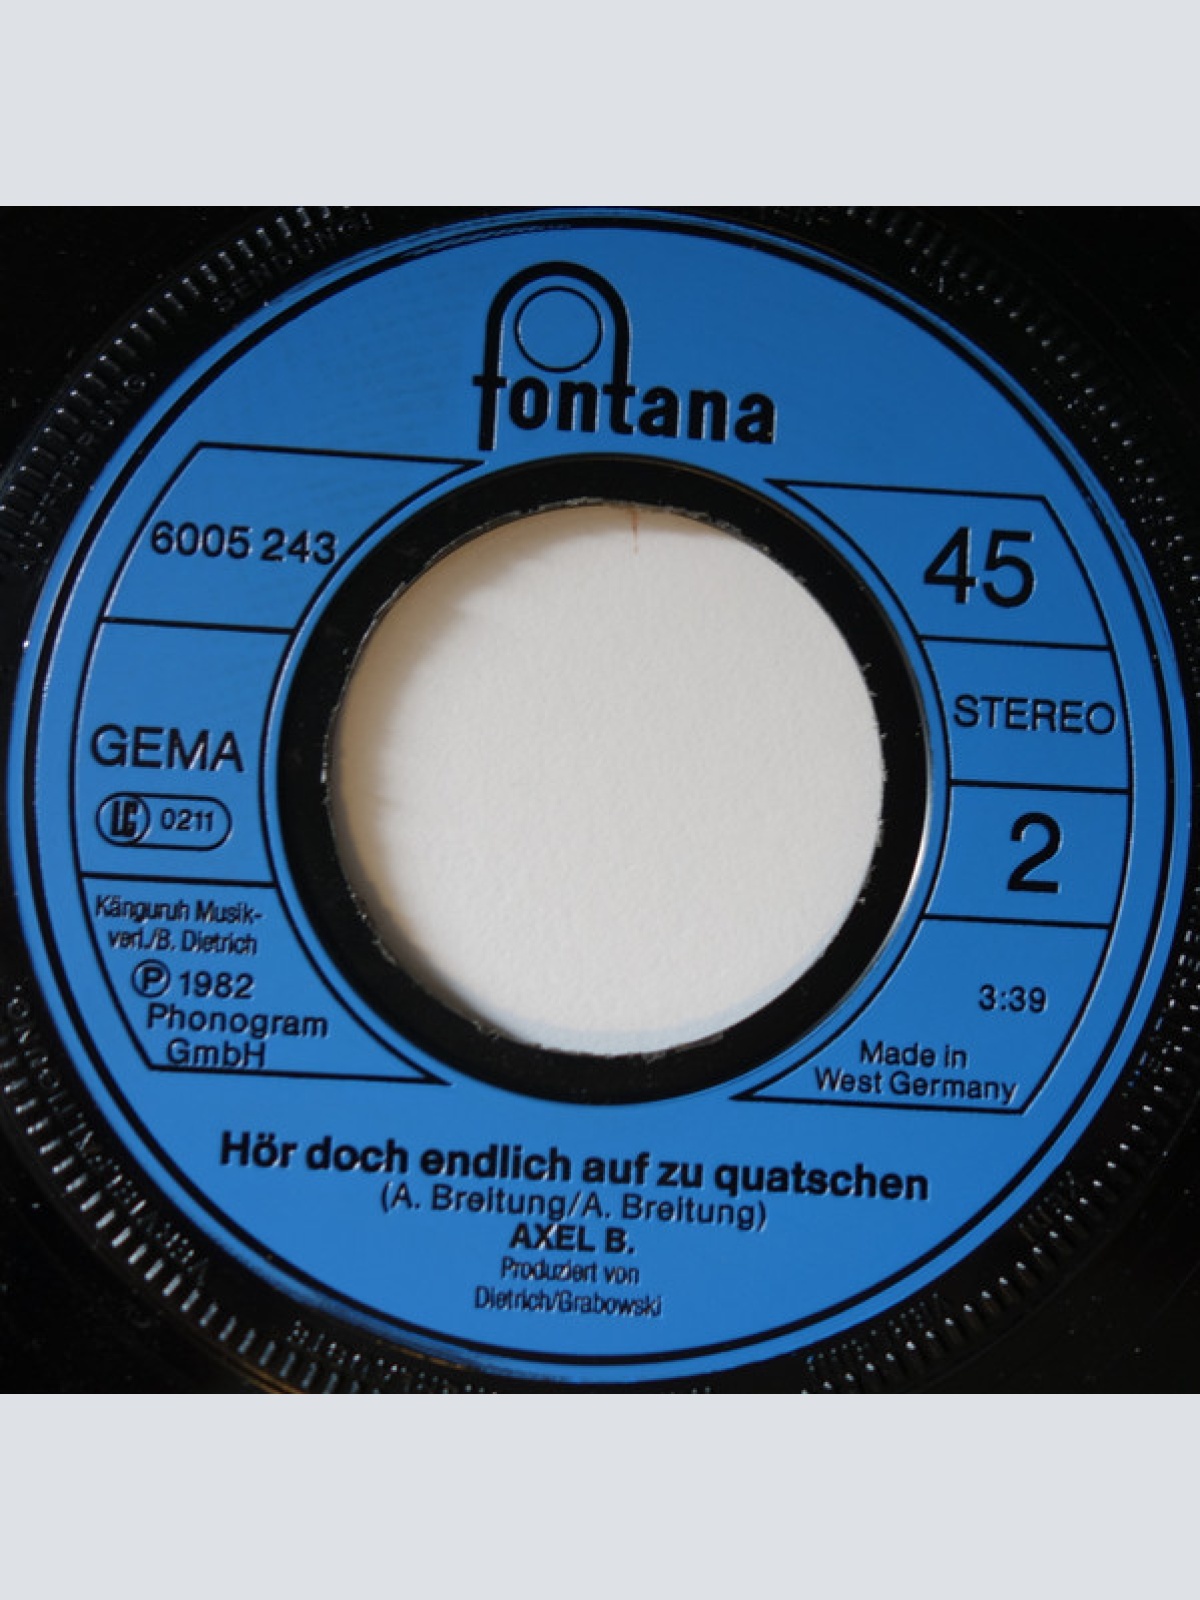 fontana
6005 243
GEMA
LC 0211
Känguruh Musik-
verl./B. Dietrich
℗ 1982
Phonogram
GmbH
45
STEREO
2
3:39
Made in
West Germany
Hör doch endlich auf zu quatschen
(A. Breitung/A. Breitung)
AXEL B.
Produziert von
Dietrich/Grabowski